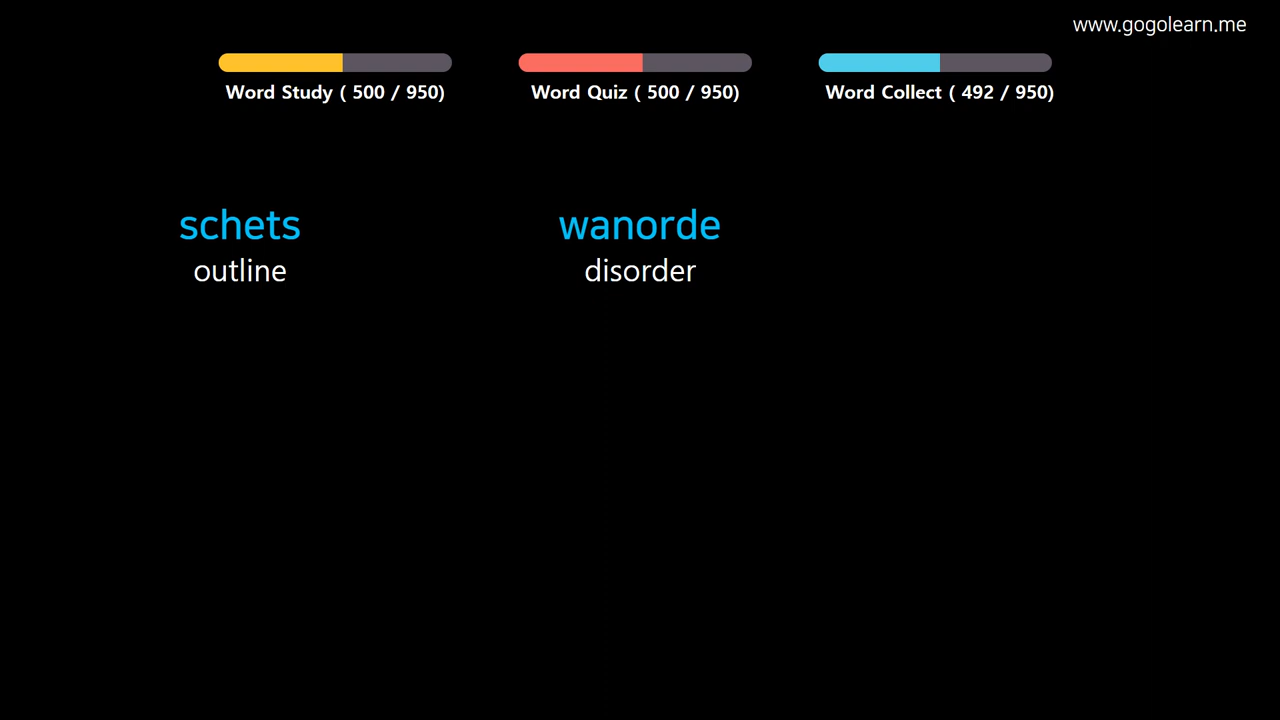 www.gogolearn.me
Word Study ( 500 / 950)
Word Quiz ( 500 / 950)
Word Collect ( 492 / 950)
schets
outline
wanorde
disorder